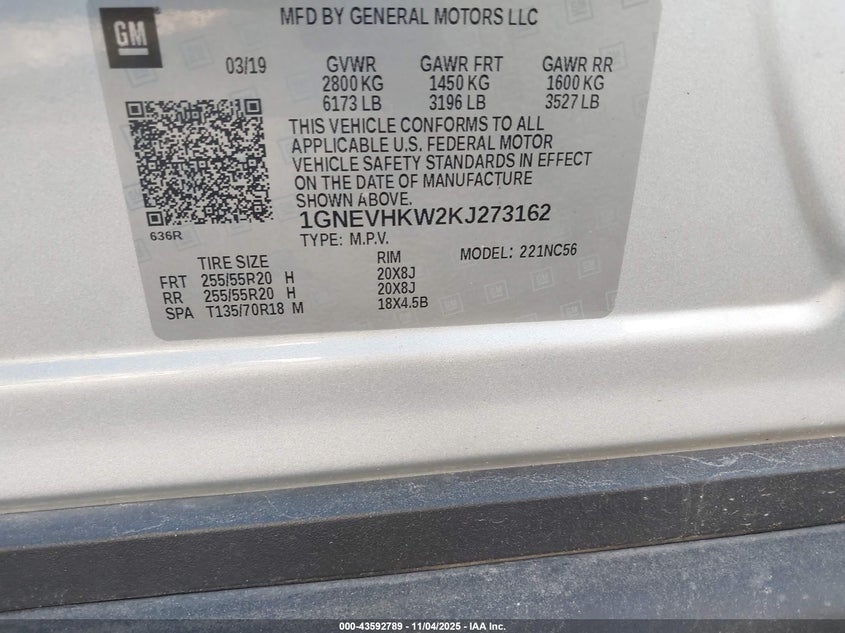 GM
MFD BY GENERAL MOTORS LLC
03/19 GVWR GAWR FRT GAWR RR
2800 KG 1450 KG 1600 KG
6173 LB 3196 LB 3527 LB
THIS VEHICLE CONFORMS TO ALL
APPLICABLE U.S. FEDERAL MOTOR
VEHICLE SAFETY STANDARDS IN EFFECT
ON THE DATE OF MANUFACTURE
SHOWN ABOVE.
636R
1GNEVHKW2KJ273162
TYPE: M.P.V. MODEL: 221NC56
TIRE SIZE RIM
FRT 255/55R20 H 20X8J
RR 255/55R20 H 20X8J
SPA T135/70R18 M 18X4.5B
000-43592789 - 11/04/2025 - IAA Inc.